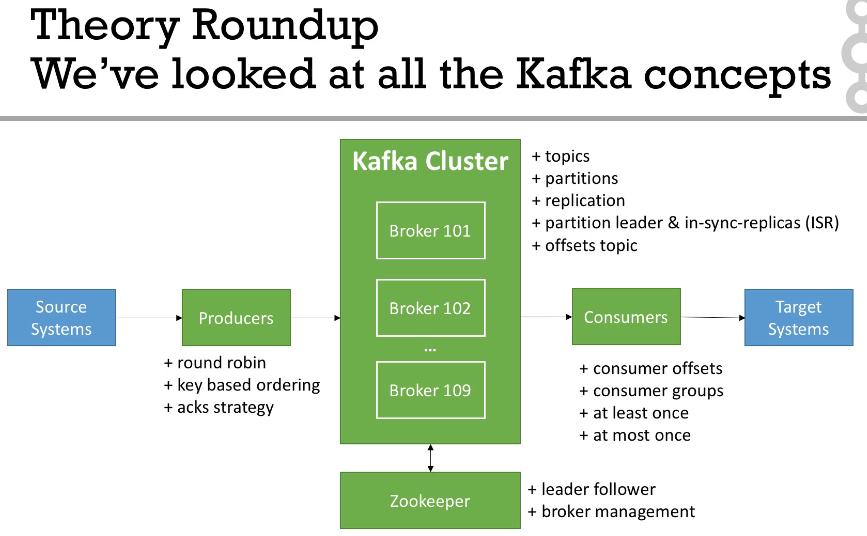 Theory Roundup
We’ve looked at all the Kafka concepts
Kafka Cluster
Broker 101
Broker 102
...
Broker 109
+ topics
+ partitions
+ replication
+ partition leader & in-sync-replicas (ISR)
+ offsets topic
Source
Systems
Producers
+ round robin
+ key based ordering
+ acks strategy
Consumers
+ consumer offsets
+ consumer groups
+ at least once
+ at most once
Target
Systems
Zookeeper
+ leader follower
+ broker management